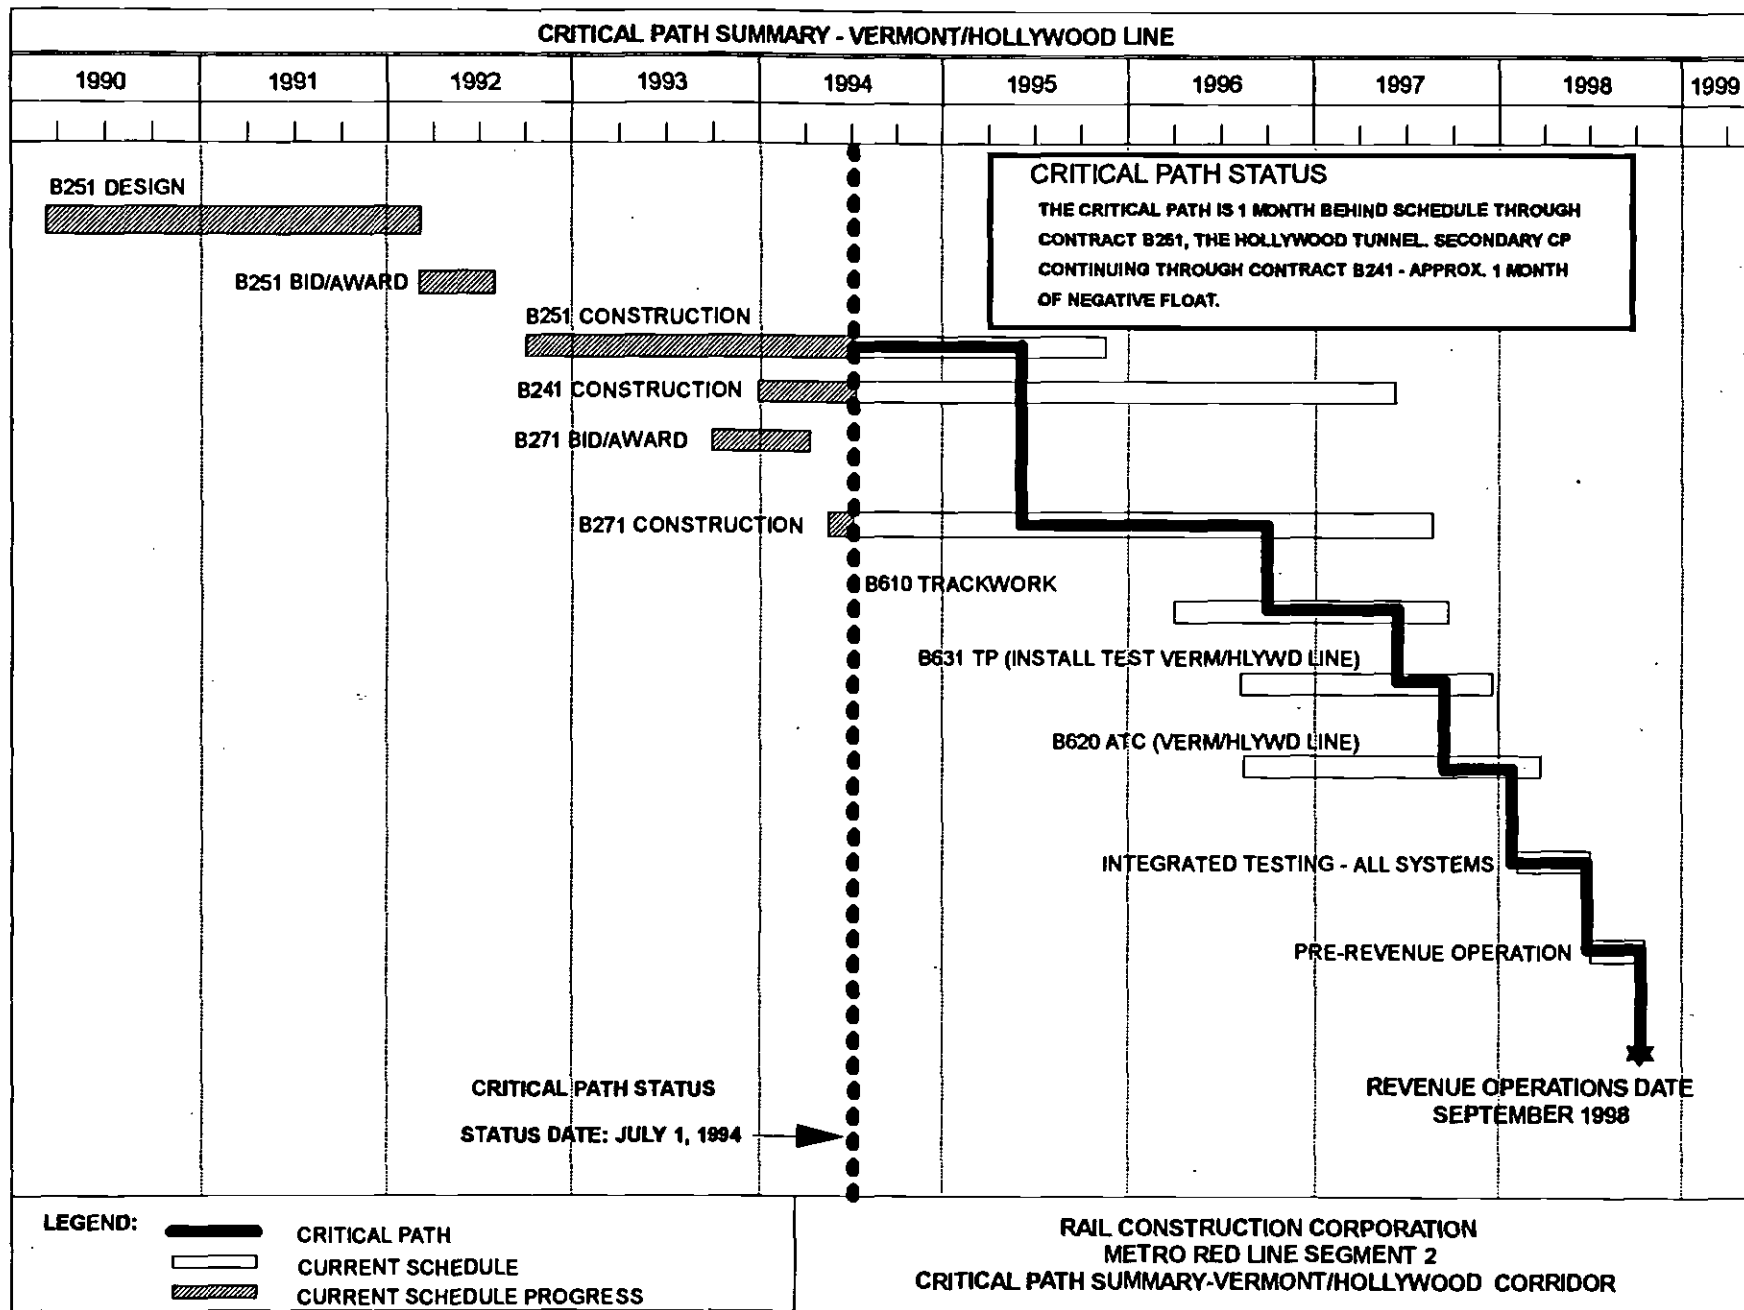 CRITICAL PATH SUMMARY - VERMONT/HOLLYWOOD LINE
1990 1991 1992 1993 1994 1995 1996 1997 1998 1999
CRITICAL PATH STATUS
THE CRITICAL PATH IS 1 MONTH BEHIND SCHEDULE THROUGH
CONTRACT B251, THE HOLLYWOOD TUNNEL. SECONDARY CP
CONTINUING THROUGH CONTRACT B241 - APPROX. 1 MONTH
OF NEGATIVE FLOAT.
B251 DESIGN
B251 BID/AWARD
B251 CONSTRUCTION
B241 CONSTRUCTION
B271 BID/AWARD
B271 CONSTRUCTION
B610 TRACKWORK
B631 TP (INSTALL TEST VERM/HLYWD LINE)
B620 ATC (VERM/HLYWD LINE)
INTEGRATED TESTING - ALL SYSTEMS
PRE-REVENUE OPERATION
REVENUE OPERATIONS DATE
SEPTEMBER 1998
CRITICAL PATH STATUS
STATUS DATE: JULY 1, 1994
LEGEND:
CRITICAL PATH
CURRENT SCHEDULE
CURRENT SCHEDULE PROGRESS
RAIL CONSTRUCTION CORPORATION
METRO RED LINE SEGMENT 2
CRITICAL PATH SUMMARY-VERMONT/HOLLYWOOD CORRIDOR